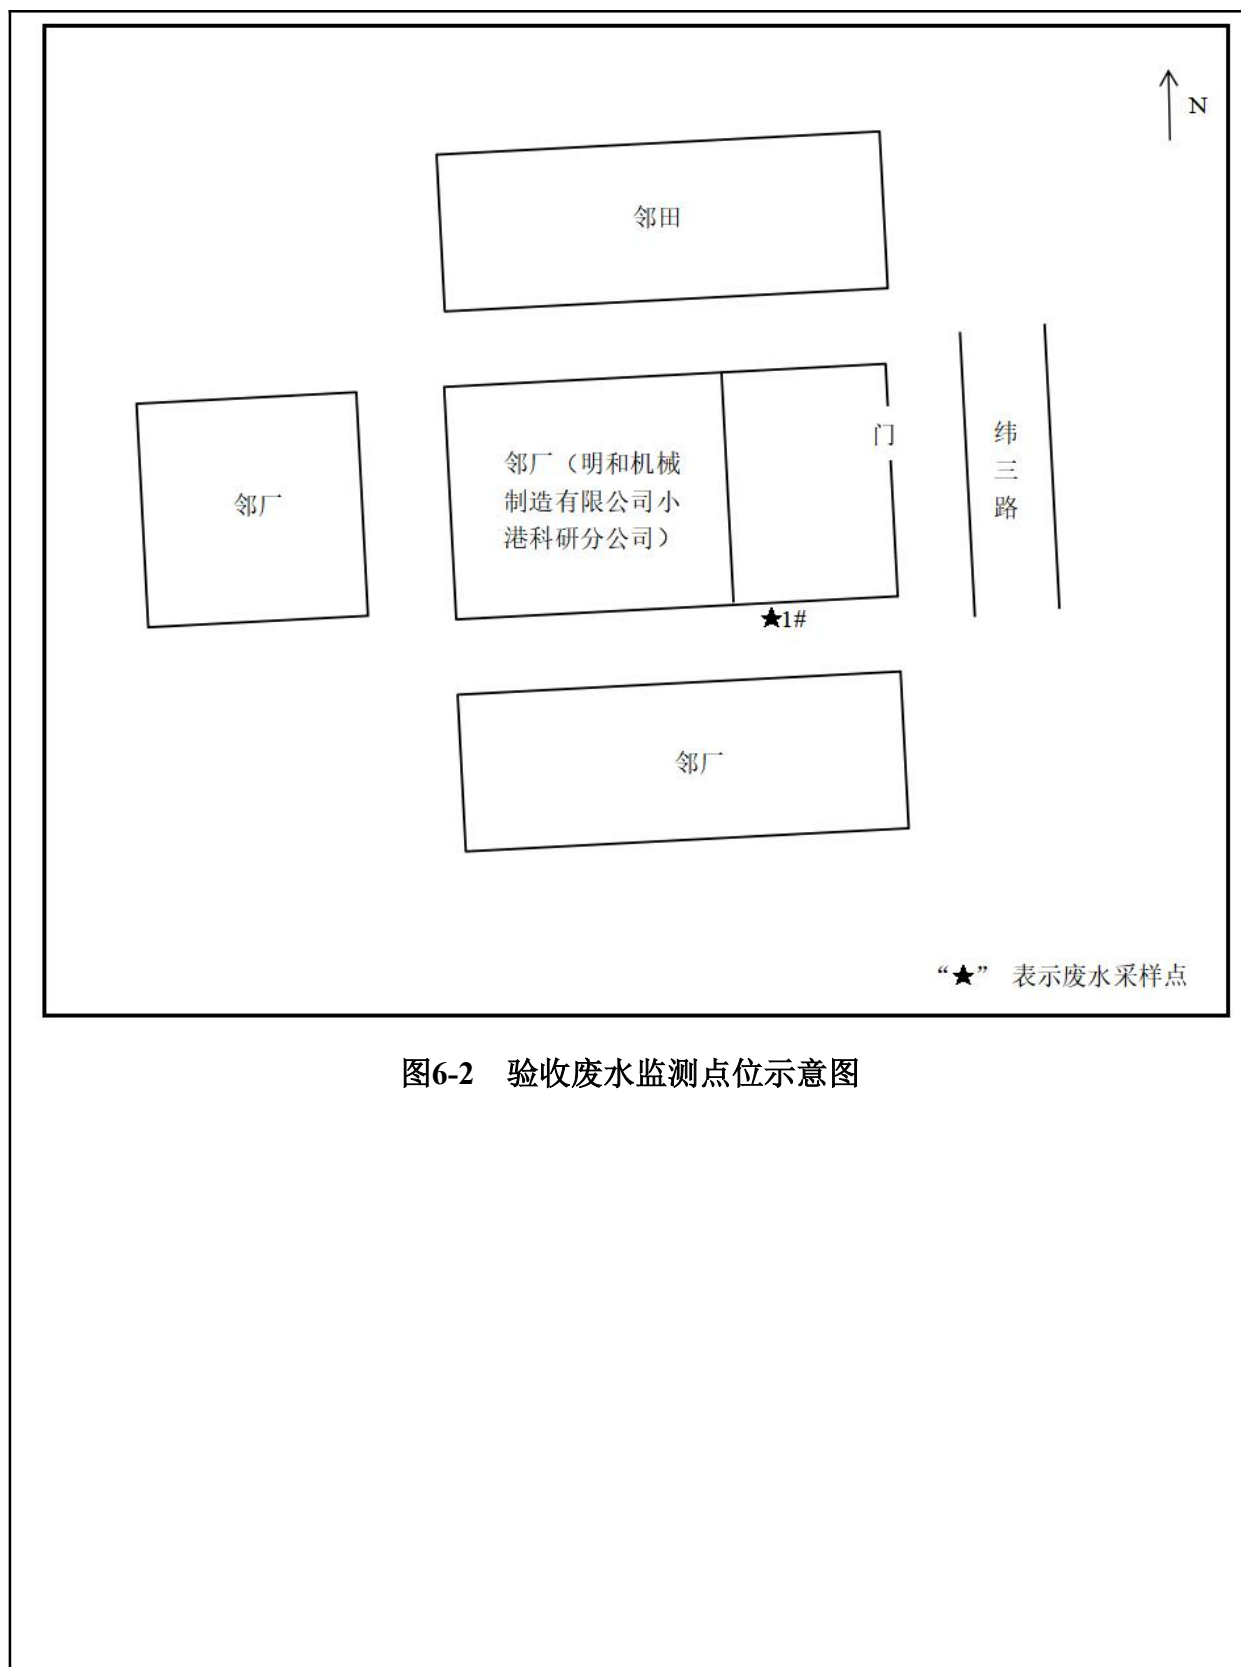 N
邻田
门
纬
三
路
邻厂
邻厂（明和机械
制造有限公司小
港科研分公司）
★1#
邻厂
“★” 表示废水采样点
图6-2 验收废水监测点位示意图